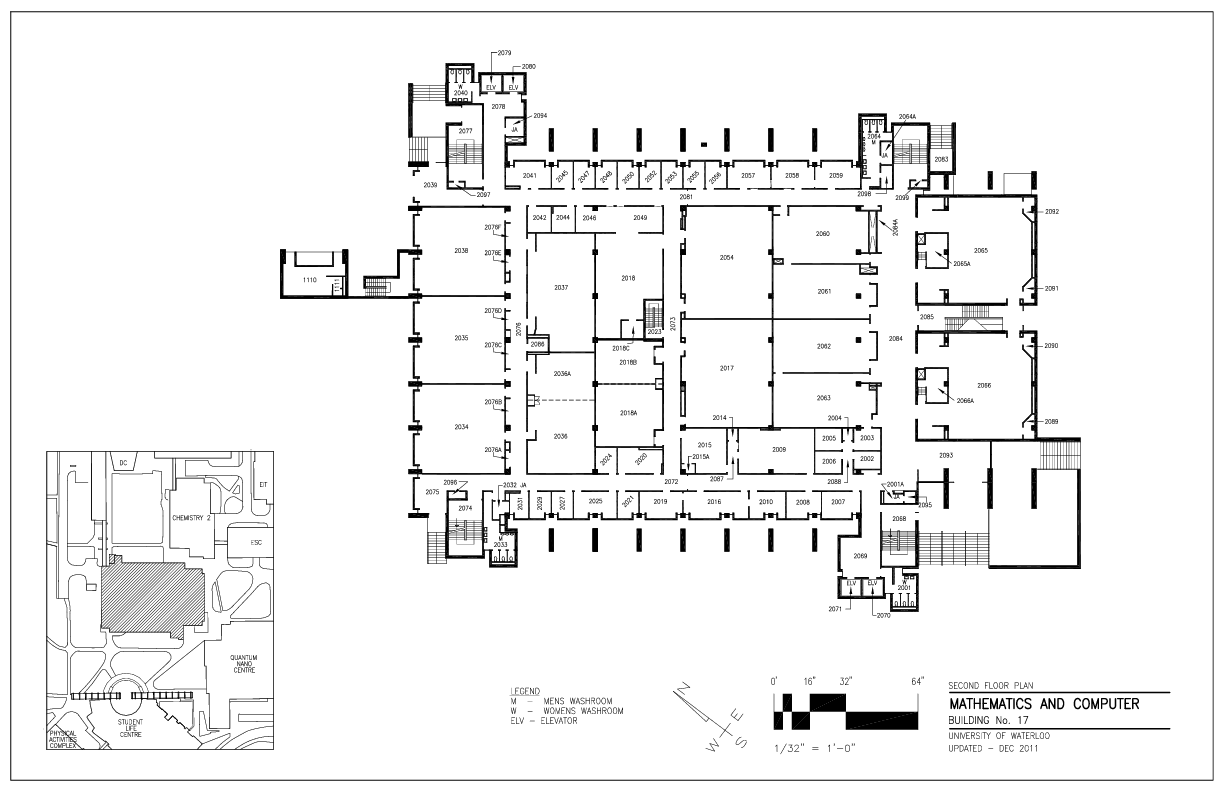 2079
2080
W
2040
ELV
ELV
2078
2094
JA
2077
2039
2097
2041
2045
2047
2048
2050
2052
2053
2055
2056
2057
2058
2059
2081
2064A
2064
M
JA
2083
2098
2099
2042
2044
2046
2049
2076F
2038
2076E
2037
2018
2054
2060
2084A
2065
2092
2065A
2091
1110
1111
2076D
2035
2076C
2076
2086
2023
2018C
2018B
2073
2061
2062
2084
2085
2090
2036A
2017
2066
2066A
2063
2076B
2034
2018A
2036
2014
2004
2089
2076A
2024
2020
2015
2015A
2009
2005
2003
2006
2002
2087
2088
2093
2072
2096
2075
2074
2032 JA
2031
2029
2027
2025
2021
2019
2016
2010
2008
2007
2001A
JA
2095
2068
M
2033
2069
ELV
ELV
W
2001
2071
2070
DC
EIT
CHEMISTRY 2
ESC
QUANTUM
NANO
CENTRE
STUDENT
LIFE
CENTRE
PHYSICAL
ACTIVITIES
COMPLEX
LEGEND
M – MENS WASHROOM
W – WOMENS WASHROOM
ELV – ELEVATOR
N
E
W
S
0' 16" 32" 64"
1/32" = 1'-0"
SECOND FLOOR PLAN
MATHEMATICS AND COMPUTER
BUILDING No. 17
UNIVERSITY OF WATERLOO
UPDATED – DEC 2011